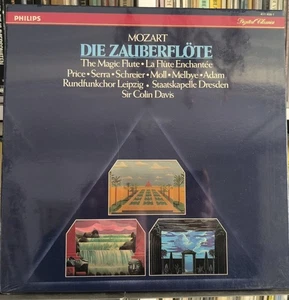 PHILIPS
Digital Classics
MOZART
DIE ZAUBERFLÖTE
The Magic Flute • La Flûte Enchantée
Price • Serra • Schreier • Moll • Melbye • Adam
Rundfunkchor Leipzig • Staatskapelle Dresden
Sir Colin Davis